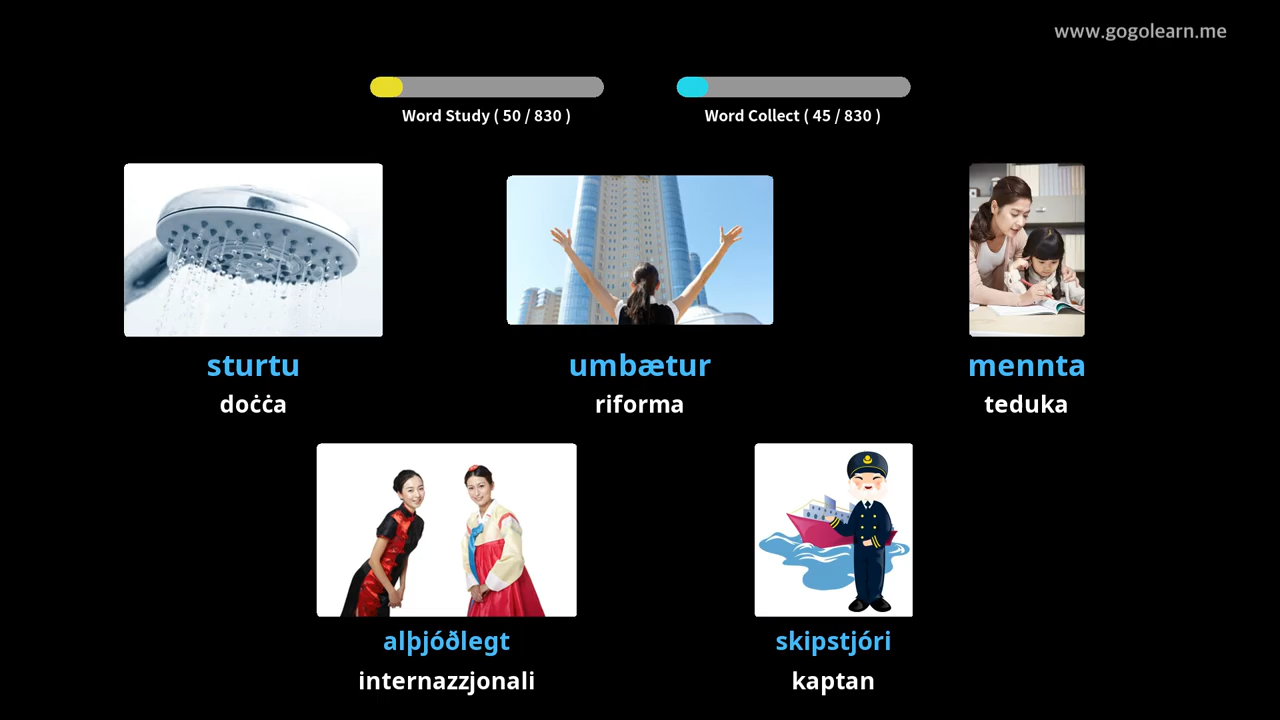 www.gogolearn.me
Word Study ( 50 / 830 )
Word Collect ( 45 / 830 )
sturtu
doċċa
umbætur
riforma
mennta
teduka
alþjóðlegt
internazzjonali
skipstjóri
kaptan